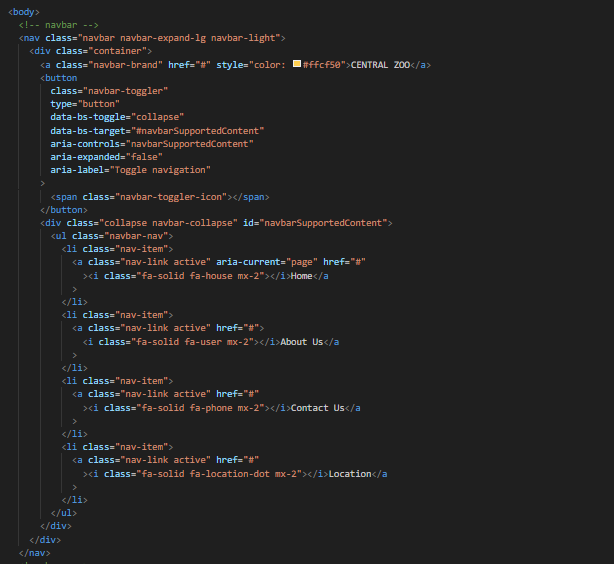 <body>
<!-- navbar -->
<nav class="navbar navbar-expand-lg navbar-light">
<div class="container">
<a class="navbar-brand" href="#" style="color: #ffcf50">CENTRAL ZOO</a>
<button
class="navbar-toggler"
type="button"
data-bs-toggle="collapse"
data-bs-target="#navbarSupportedContent"
aria-controls="navbarSupportedContent"
aria-expanded="false"
aria-label="Toggle navigation"
>
<span class="navbar-toggler-icon"></span>
</button>
<div class="collapse navbar-collapse" id="navbarSupportedContent">
<ul class="navbar-nav">
<li class="nav-item">
<a class="nav-link active" aria-current="page" href="#"
><i class="fa-solid fa-house mx-2"></i>Home</a
>
</li>
<li class="nav-item">
<a class="nav-link active" href="#">
<i class="fa-solid fa-user mx-2"></i>About Us</a
>
</li>
<li class="nav-item">
<a class="nav-link active" href="#"
><i class="fa-solid fa-phone mx-2"></i>Contact Us</a
>
</li>
<li class="nav-item">
<a class="nav-link active" href="#"
><i class="fa-solid fa-location-dot mx-2"></i>Location</a
>
</li>
</ul>
</div>
</div>
</nav>